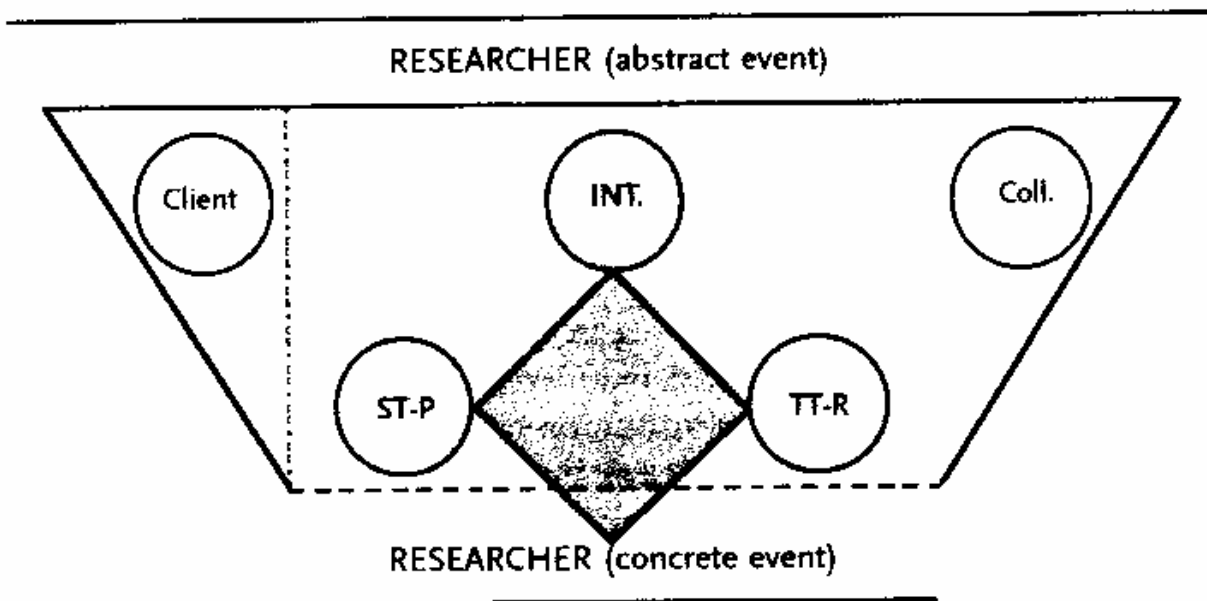 RESEARCHER (abstract event)
Client
INT.
Coll.
ST-P
TT-R
RESEARCHER (concrete event)